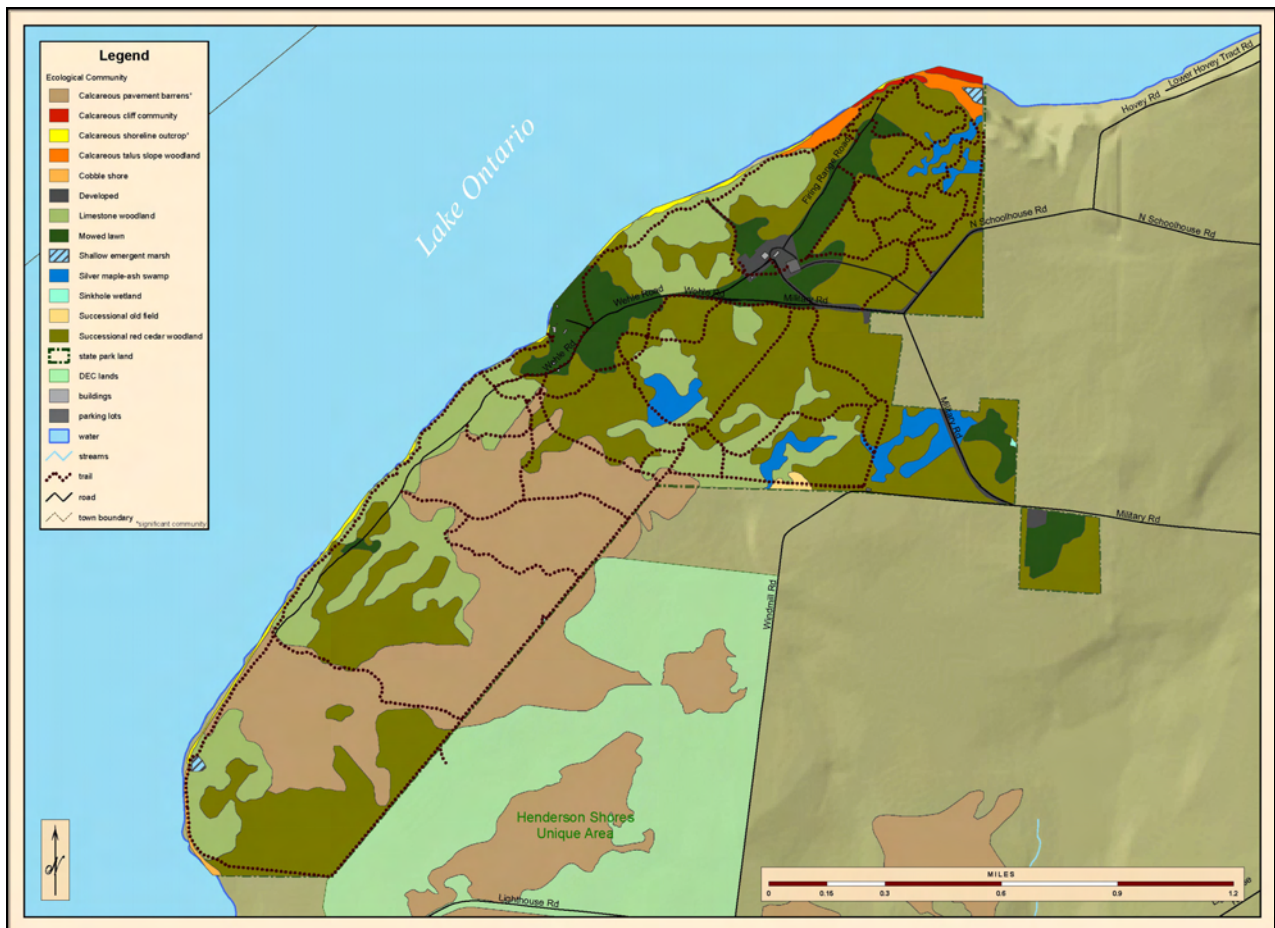 Legend
Ecological Community
Calcareous pavement barrens*
Calcareous cliff community
Calcareous shoreline outcrop*
Calcareous talus slope woodland
Cobble shore
Developed
Limestone woodland
Mowed lawn
Shallow emergent marsh
Silver maple-ash swamp
Sinkhole wetland
Successional old field
Successional red cedar woodland
state park land
DEC lands
buildings
parking lots
water
streams
trail
road
town boundary
*significant community
Lake Ontario
Lower Hovey Tract Rd
Hovey Rd
Firing Range Road
N Schoolhouse Rd
N Schoolhouse Rd
Wehle Road
Wehle Rd
Military Rd
Wehle Rd
Military Rd
Military Rd
Windmill Rd
Henderson Shores
Unique Area
Lighthouse Rd
N
MILES
0 0.15 0.3 0.6 0.9 1.2